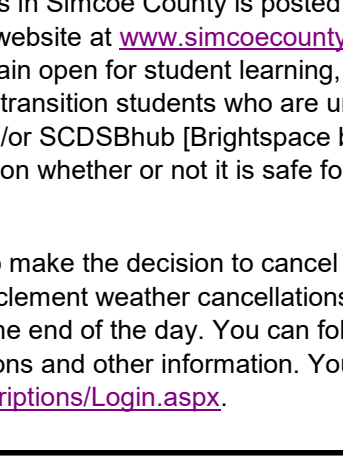 s in Simcoe County is posted
website at www.simcoecounty
ain open for student learning,
transition students who are u
/or SCDSBhub [Brightspace b
on whether or not it is safe fo
make the decision to cancel
clement weather cancellations
ne end of the day. You can fol
ons and other information. You
riptions/Login.aspx.